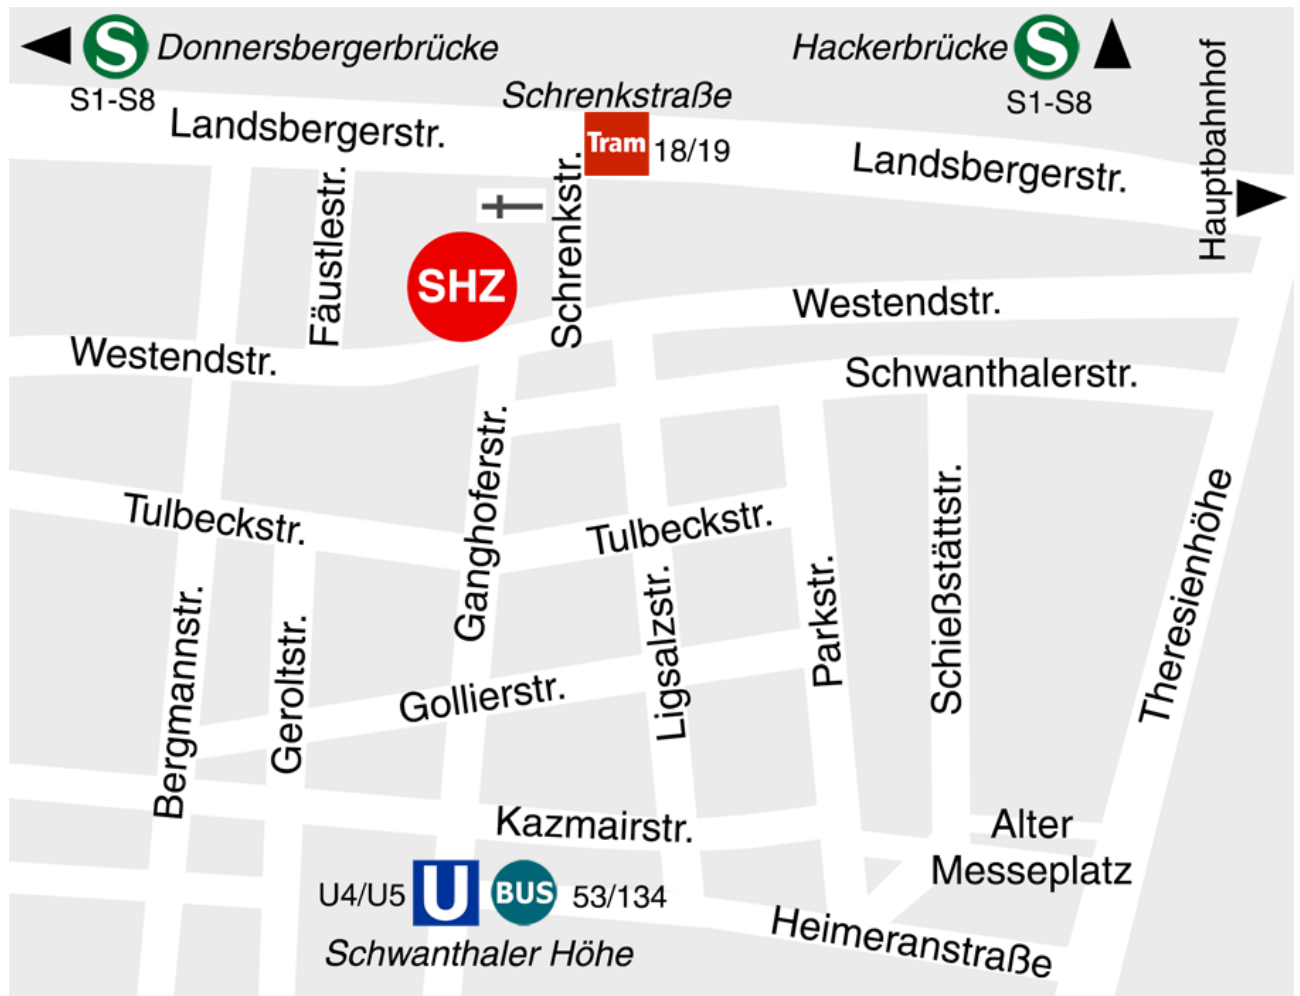 S Donnersbergerbrücke
S1-S8
Hackerbrücke S
S1-S8
Hauptbahnhof
Schrenkstraße
Tram 18/19
Landsbergerstr.
Landsbergerstr.
Fäustlestr.
Schrenkstr.
SHZ
Westendstr.
Westendstr.
Schwanthalerstr.
Ganghoferstr.
Tulbeckstr.
Tulbeckstr.
Schießstättstr.
Theresienhöhe
Bergmannstr.
Geroltstr.
Ligsalzstr.
Parkstr.
Gollierstr.
Kazmairstr.
Alter
Messeplatz
U4/U5 U BUS 53/134
Schwanthaler Höhe
Heimeranstraße